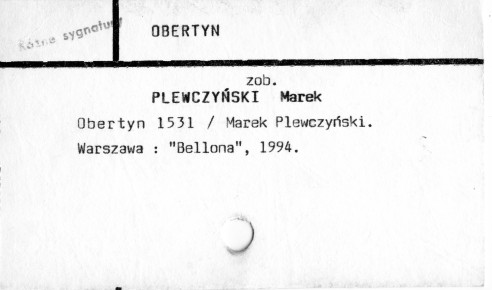 Różne sygnatury
OBERTYN
zob.
PLEWCZYŃSKI Marek
Obertyn 1531 / Marek Plewczyński.
Warszawa : "Bellona", 1994.